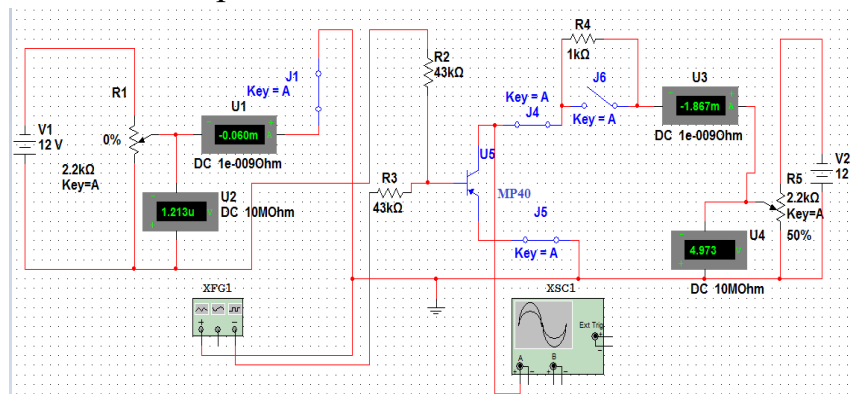 R4
1kΩ
R2
43kΩ
J1
Key = A
R1
U1
-0.060m
DC 1e-009Ohm
V1
12 V
0%
2.2kΩ
Key=A
U2
1.213u
DC 10MOhm
R3
43kΩ
Key = A
J4
J6
Key = A
U3
-1.867m
DC 1e-009Ohm
U5
MP40
J5
Key = A
V2
12
R5
2.2kΩ
Key=A
50%
U4
4.973
DC 10MOhm
XFG1
XSC1
Ext Trig
A
B